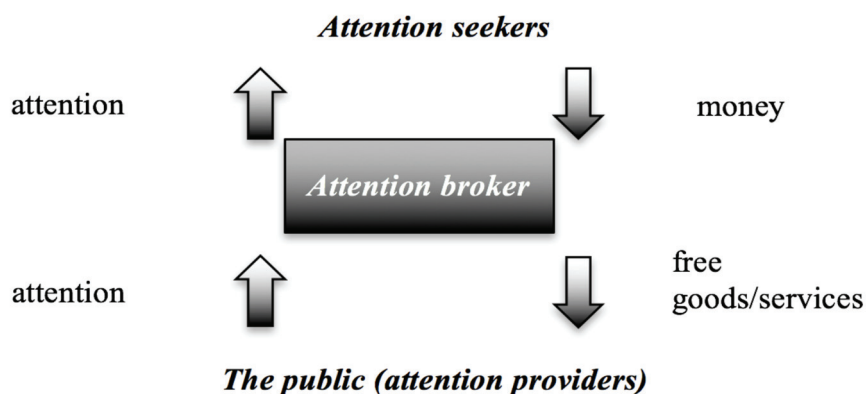 Attention seekers
attention
money
Attention broker
attention
free
goods/services
The public (attention providers)